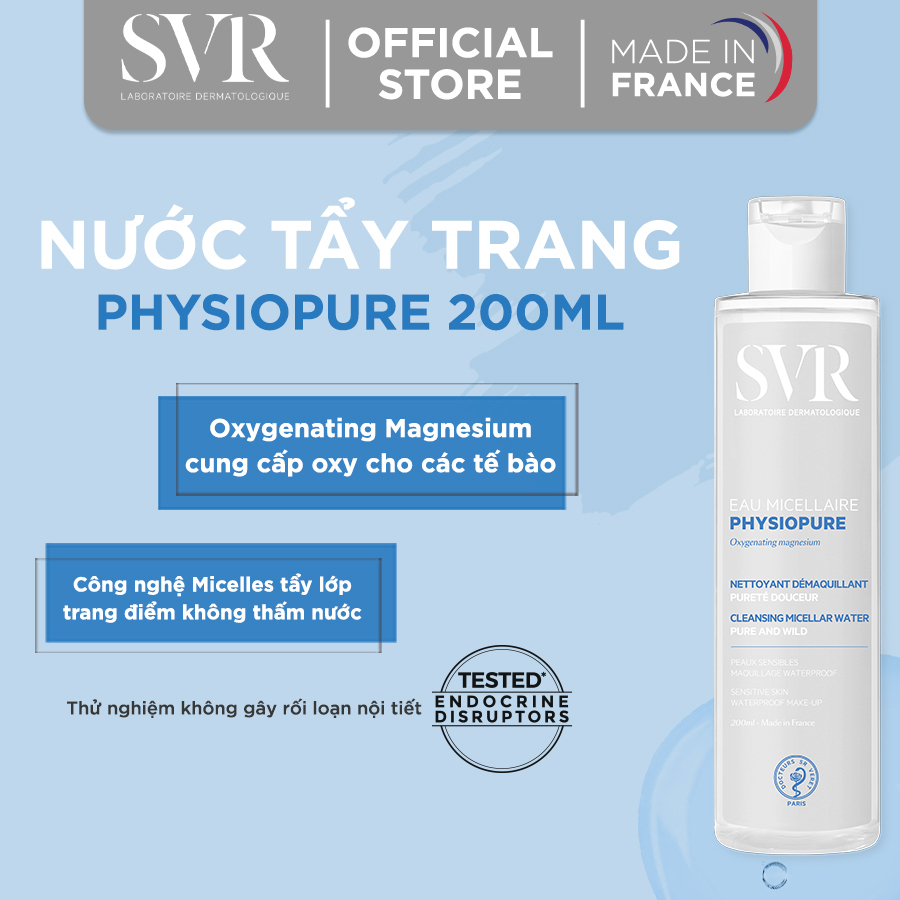 SVR
LABORATOIRE DERMATOLOGIQUE
OFFICIAL
STORE
MADE IN
FRANCE
NƯỚC TẨY TRANG
PHYSIOPURE 200ML
Oxygenating Magnesium
cung cấp oxy cho các tế bào
Công nghệ Micelles tẩy lớp
trang điểm không thấm nước
Thử nghiệm không gây rối loạn nội tiết
TESTED*
ENDOCRINE
DISRUPTORS
SVR
LABORATOIRE DERMATOLOGIQUE
EAU MICELLAIRE
PHYSIOPURE
Oxygenating magnesium
NETTOYANT DÉMAQUILLANT
PURETÉ DOUCEUR
CLEANSING MICELLAR WATER
PURE AND WILD
PEAUX SENSIBLES
MAQUILLAGE WATERPROOF
SENSITIVE SKIN
WATERPROOF MAKE-UP
200ml - Made in France
DOCTEURS SR VERET
PARIS